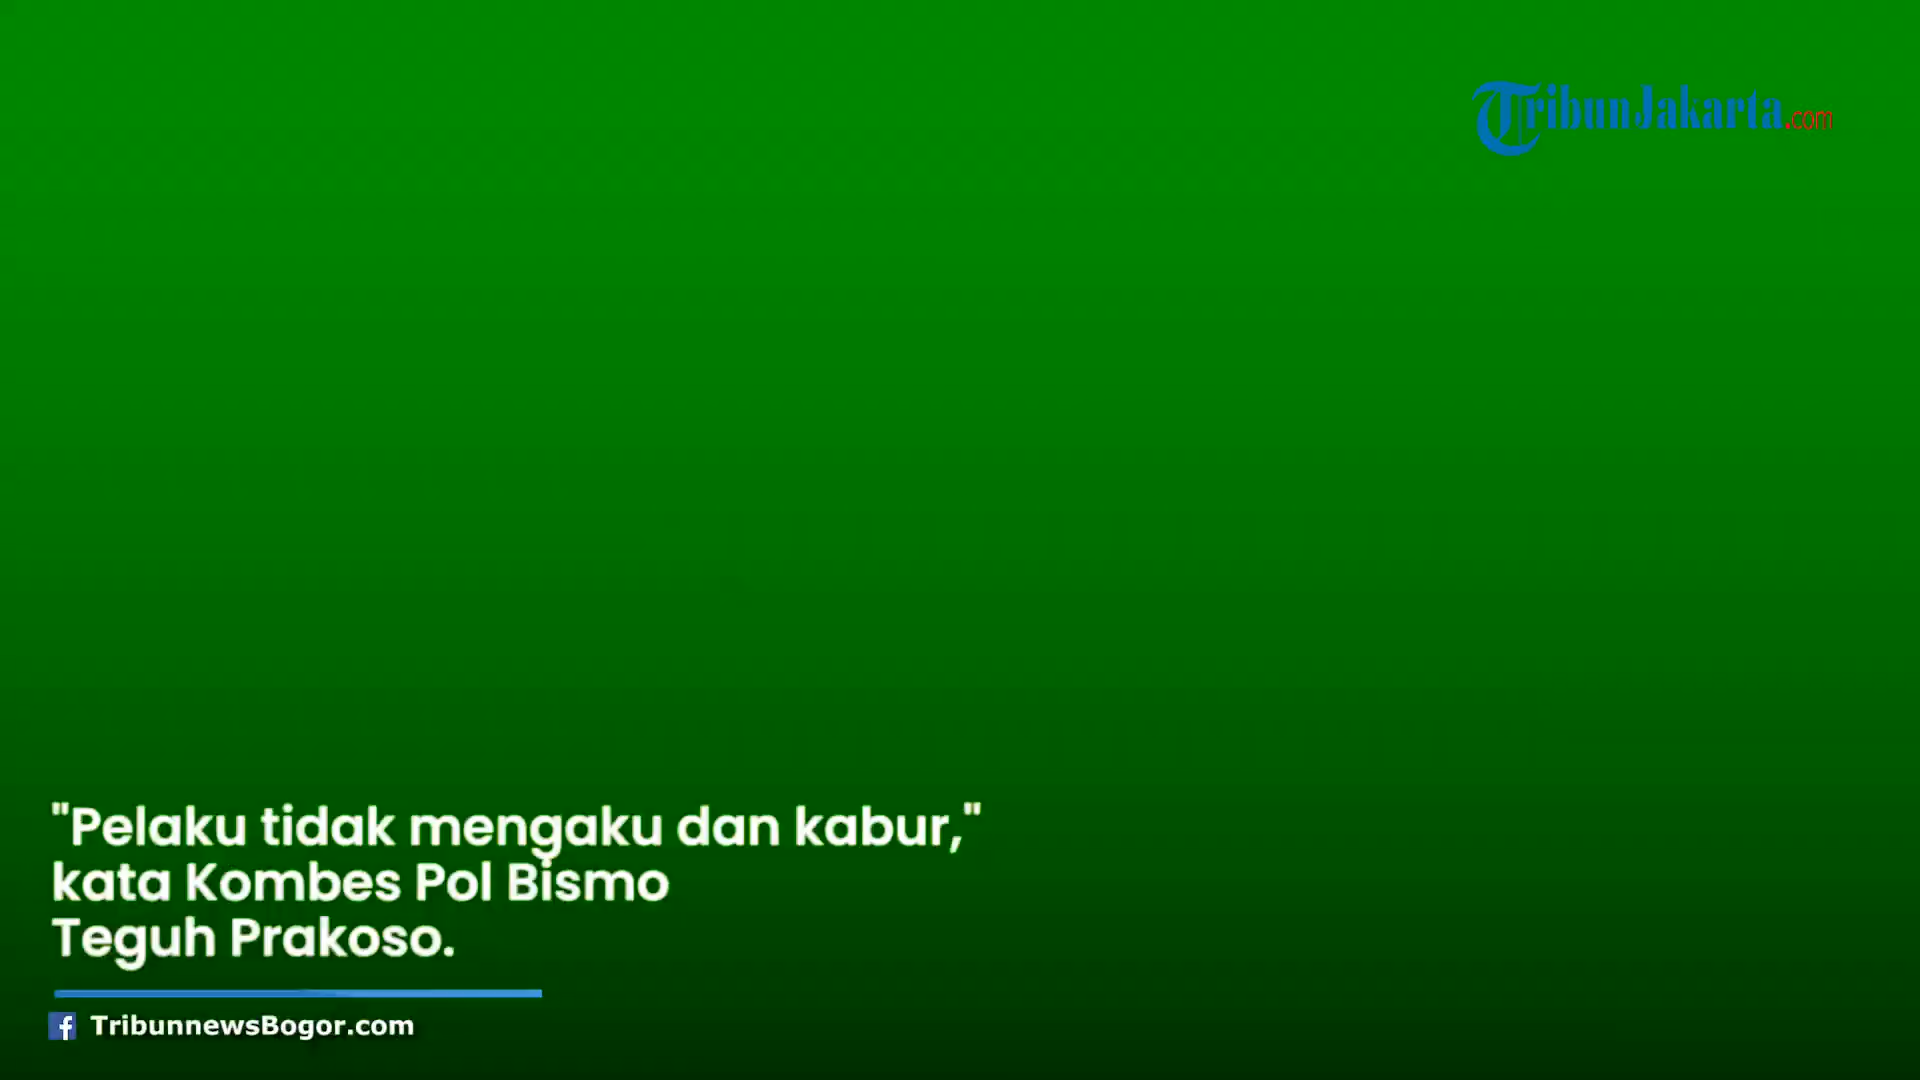 TribunJakarta.com
"Pelaku tidak mengaku dan kabur,"
kata Kombes Pol Bismo
Teguh Prakoso.
TribunnewsBogor.com